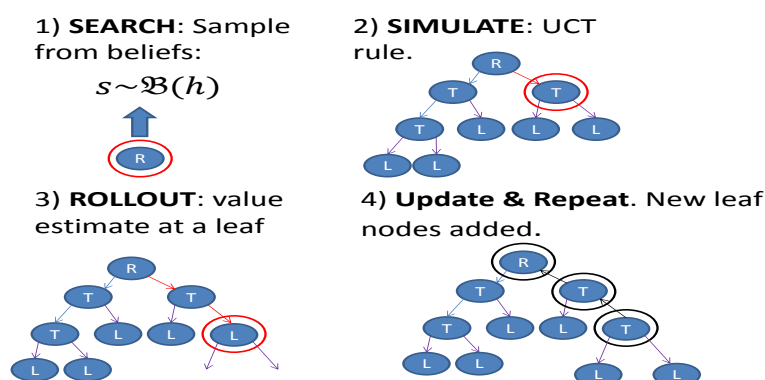 1) SEARCH: Sample
from beliefs:
s~𝔅(h)
R
2) SIMULATE: UCT
rule.
R
T T
T L L L
L L
3) ROLLOUT: value
estimate at a leaf
R
T T
T L L L
L L
4) Update & Repeat. New leaf
nodes added.
R
T T
T L L T
L L L L